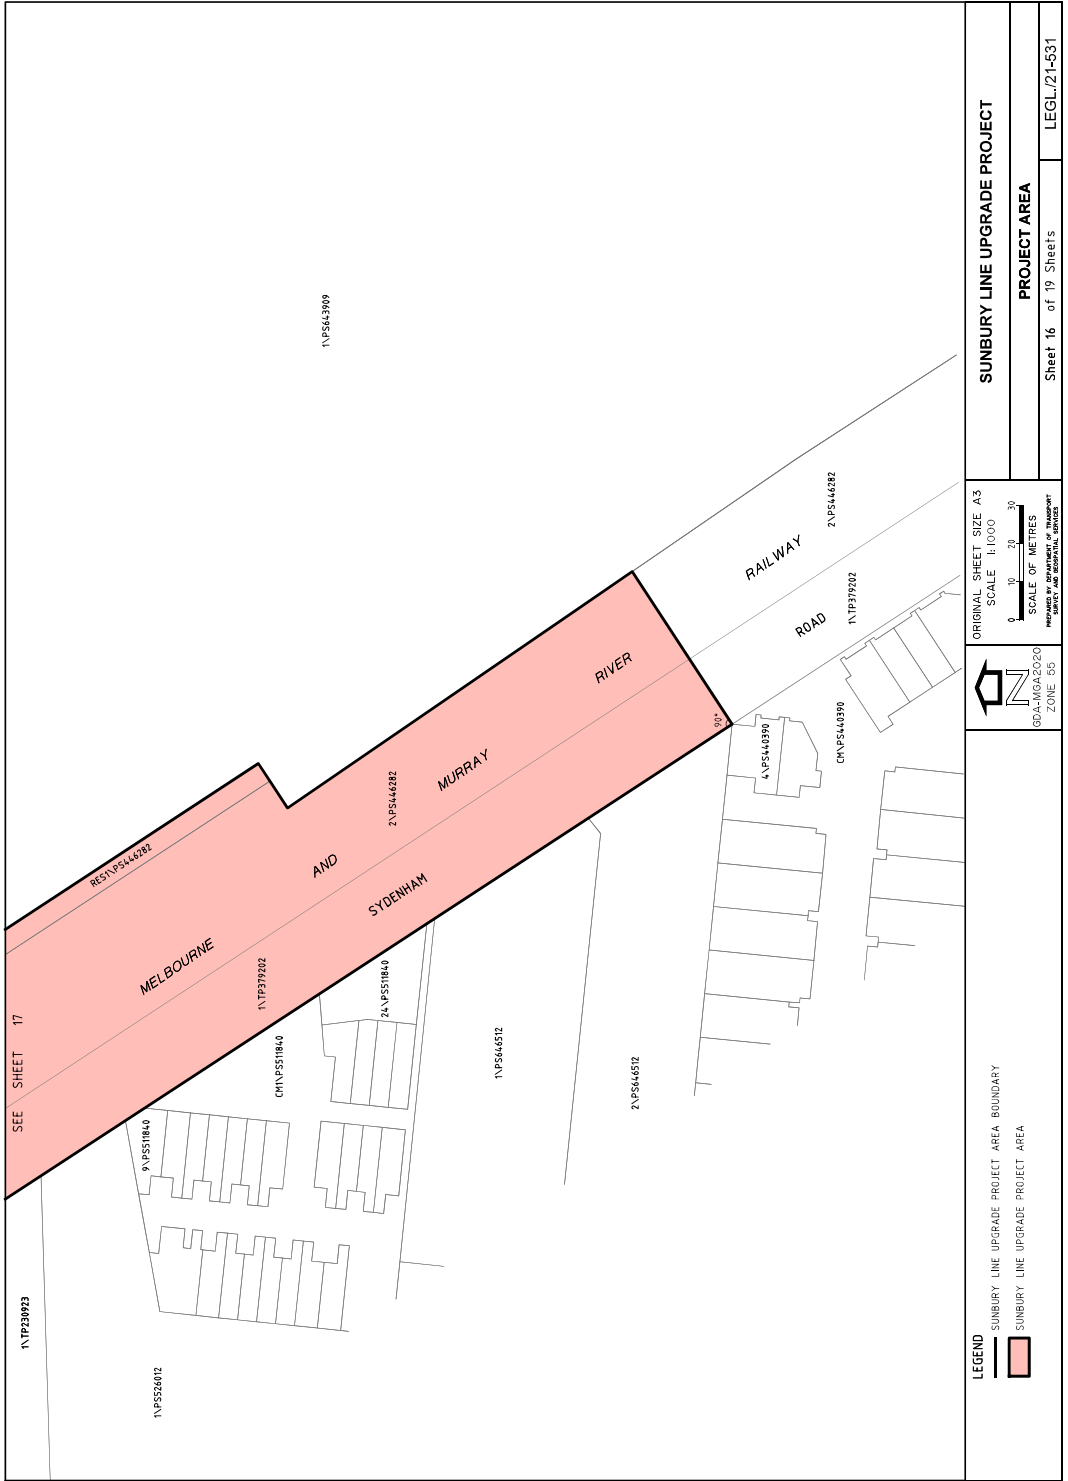 SEE SHEET 17
1\TP230923
1\PS526012
9\PS511840
CM1\PS511840
1\TP379202
24\PS511840
RES1\PS446282
MELBOURNE
AND
MURRAY
RIVER
RAILWAY
SYDENHAM
ROAD
2\PS446282
1\PS643909
1\PS646512
2\PS646512
90°
4\PS440390
CM\PS440390
1\TP379202
2\PS446282
LEGEND
SUNBURY LINE UPGRADE PROJECT AREA BOUNDARY
SUNBURY LINE UPGRADE PROJECT AREA
N
GDA-MGA2020
ZONE 55
ORIGINAL SHEET SIZE A3
SCALE 1:1000
0 10 20 30
SCALE OF METRES
PREPARED BY DEPARTMENT OF TRANSPORT
SURVEY AND GEOSPATIAL SERVICES
SUNBURY LINE UPGRADE PROJECT
PROJECT AREA
Sheet 16 of 19 Sheets
LEGL./21-531